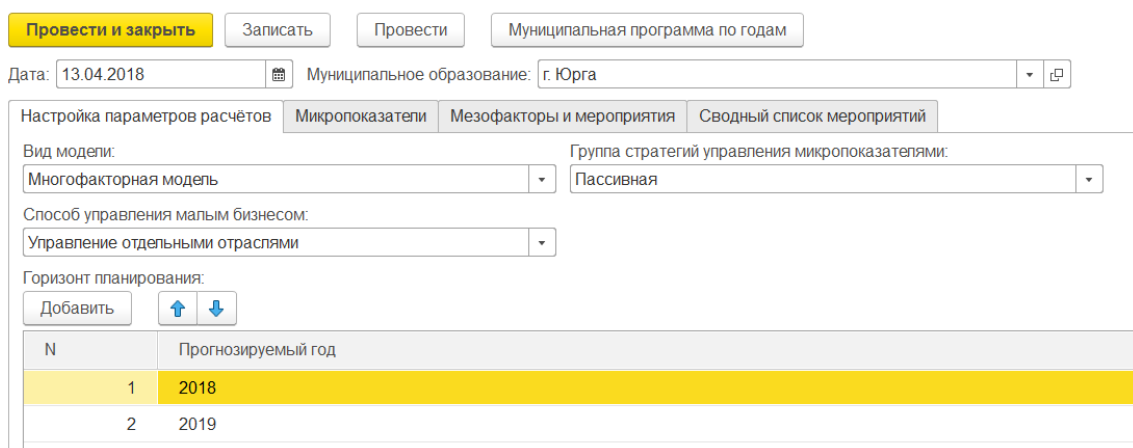 Провести и закрыть Записать Провести Муниципальная программа по годам
Дата: 13.04.2018 Муниципальное образование: г. Юрга
Настройка параметров расчётов Микропоказатели Мезофакторы и мероприятия Сводный список мероприятий
Вид модели: Группа стратегий управления микропоказателями:
Многофакторная модель Пассивная
Способ управления малым бизнесом:
Управление отдельными отраслями
Горизонт планирования:
Добавить
N Прогнозируемый год
1 2018
2 2019